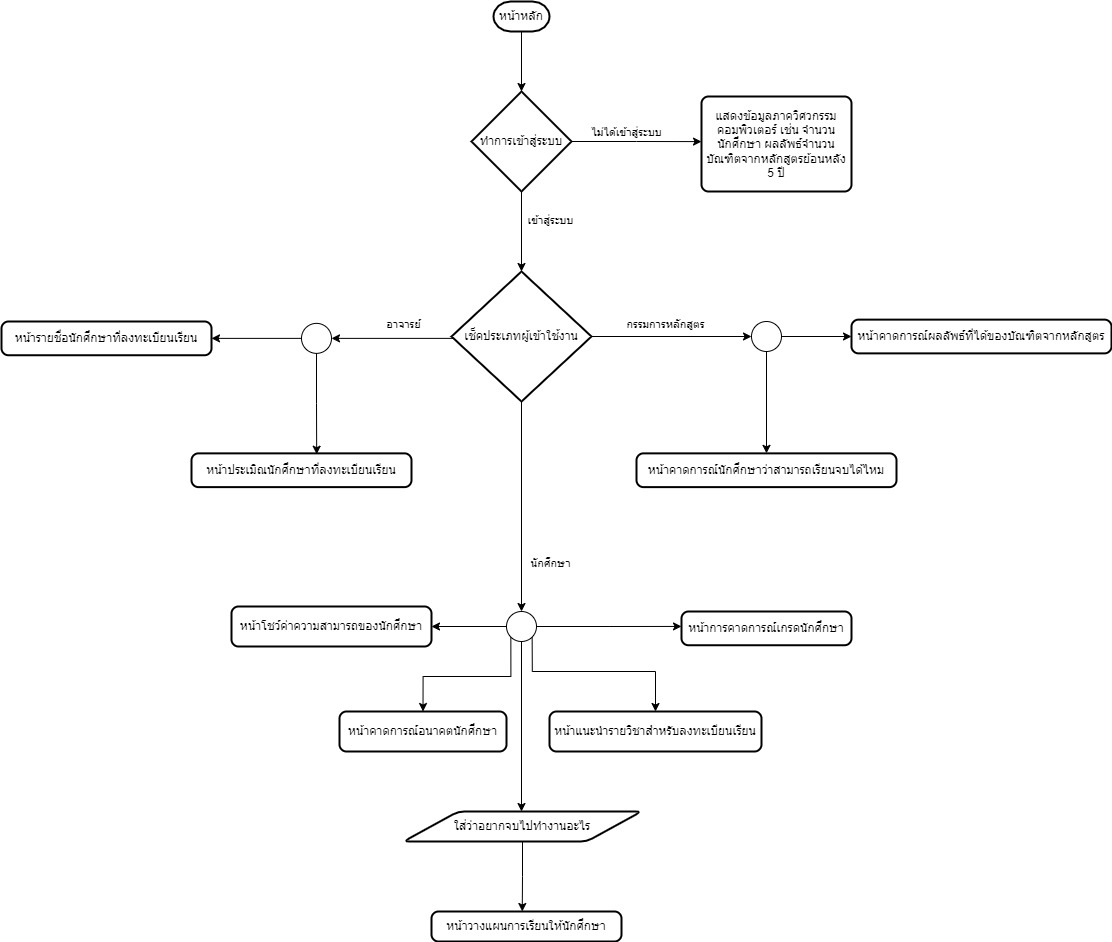 หน้าหลัก
แสดงข้อมูลภาควิศวกรรม
คอมพิวเตอร์ เช่น จำนวน
นักศึกษา ผลลัพธ์จำนวน
บัณฑิตจากหลักสูตรย้อนหลัง
5 ปี
ทำการเข้าสู่ระบบ
ไม่ได้เข้าสู่ระบบ
เข้าสู่ระบบ
อาจารย์
กรรมการหลักสูตร
หน้ารายชื่อนักศึกษาที่ลงทะเบียนเรียน
เช็คประเภทผู้เข้าใช้งาน
หน้าคาดการณ์ผลลัพธ์ที่ได้ของบัณฑิตจากหลักสูตร
หน้าประเมิณนักศึกษาที่ลงทะเบียนเรียน
หน้าคาดการณ์นักศึกษาว่าสามารถเรียนจบได้ไหม
นักศึกษา
หน้าโชว์ค่าความสามารถของนักศึกษา
หน้าการคาดการณ์เกรดนักศึกษา
หน้าคาดการณ์อนาคตนักศึกษา
หน้าแนะนำรายวิชาสำหรับลงทะเบียนเรียน
ใส่ว่าอยากจบไปทำงานอะไร
หน้าวางแผนการเรียนให้นักศึกษา